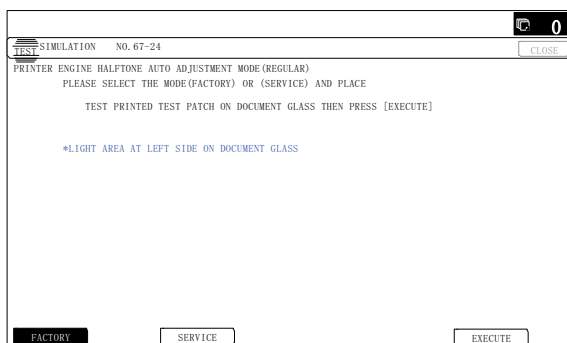 0
TEST SIMULATION NO. 67-24 CLOSE
PRINTER ENGINE HALFTONE AUTO ADJUSTMENT MODE(REGULAR)
PLEASE SELECT THE MODE(FACTORY) OR (SERVICE) AND PLACE
TEST PRINTED TEST PATCH ON DOCUMENT GLASS THEN PRESS [EXECUTE]
*LIGHT AREA AT LEFT SIDE ON DOCUMENT GLASS
FACTORY SERVICE EXECUTE